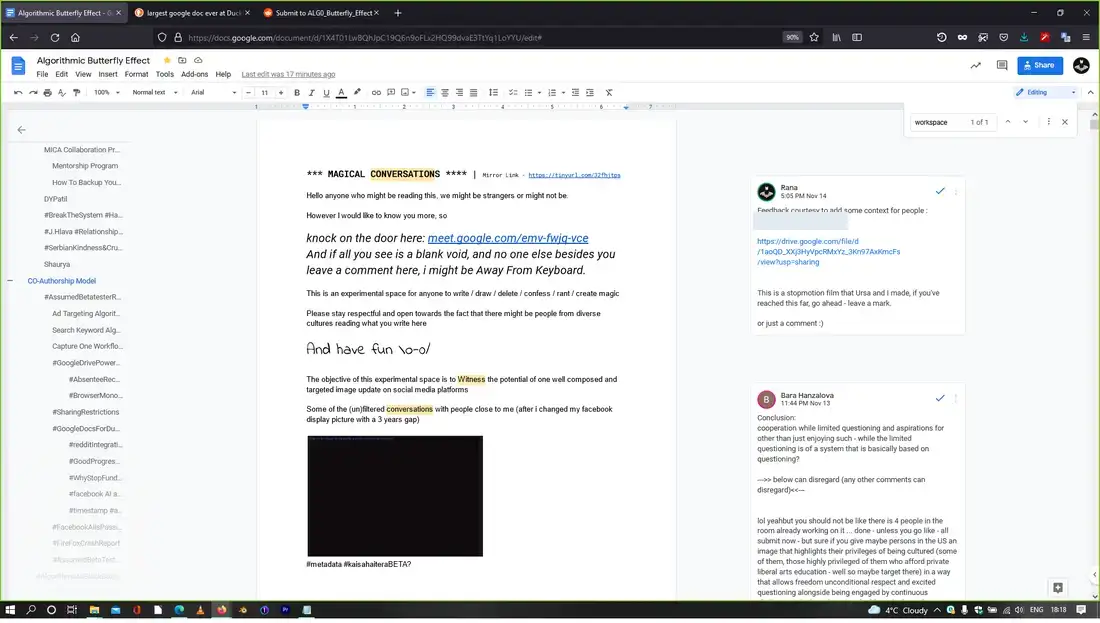 Algorithmic Butterfly Effect - G
largest google doc ever at Duc
Submit to ALG0_Butterfly_Effect
https://docs.google.com/document/d/
90%
Algorithmic Butterfly Effect
File Edit View Insert Format Tools Add-ons Help Last edit was 17 minutes ago
Share
100% Normal text Arial 11
Editing
workspace 1 of 1
MICA Collaboration Pr...
Mentorship Program
How To Backup You...
DYPatil
#BreakTheSystem #Ha...
#J.Hlava #Relationship...
#SerbianKindness&Cru...
Shaurya
CO-Authorship Model
#AssumedBetatesterR...
Ad Targeting Algorit...
Search Keyword Alg...
Capture One Workflo...
#GoogleDrivePower...
#AbsenteeRec...
#BrowserMono...
#SharingRestrictions
#GoogleDocsForDu...
#redditIntegrati...
#GoodProgres...
#WhyStopFund...
#facebook AI a...
#timestamp #a...
#FacebookAIisPass...
#FireFoxCrashReport
#AssumedBetaTest...
*** MAGICAL CONVERSATIONS **** | Mirror Link - https://tinyurl.com/32fhjtps
Hello anyone who might be reading this, we might be strangers or might not be.
However I would like to know you more, so
knock on the door here: meet.google.com/emv-fwjq-vce
And if all you see is a blank void, and no one else besides you
leave a comment here, i might be Away From Keyboard.
This is an experimental space for anyone to write / draw / delete / confess / rant / create magic
Please stay respectful and open towards the fact that there might be people from diverse
cultures reading what you write here
And have fun \o-o/
The objective of this experimental space is to Witness the potential of one well composed and
targeted image update on social media platforms
Some of the (un)filtered conversations with people close to me (after i changed my facebook
display picture with a 3 years gap)
#metadata #kaisahaiteraBETA?
Rana
5:05 PM Nov 14
Feedback courtesy to add some context for people :
https://drive.google.com/file/d
/1aoQD_XXj3HyVpcRMxYz_3Kn97AxKmcFs
/view?usp=sharing
This is a stopmotion film that Ursa and I made, if you've
reached this far, go ahead - leave a mark.
or just a comment :)
B
Bara Hanzalova
11:44 PM Nov 13
Conclusion:
cooperation while limited questioning and aspirations for
other than just enjoying such - while the limited
questioning is of a system that is basically based on
questioning?
--->> below can disregard (any other comments can
disregard)<<---
lol yeahbut you should not be like there is 4 people in the
room already working on it ... done - unless you go like - all
submit now - but sure if you give maybe persons in the US an
image that highlights their privileges of being cultured (some
of them, those highly privileged of them who afford private
liberal arts education - well so maybe target there) in a way
that allows freedom unconditional respect and excited
questioning alongside being engaged by continuous
4°C Cloudy ENG 18:18